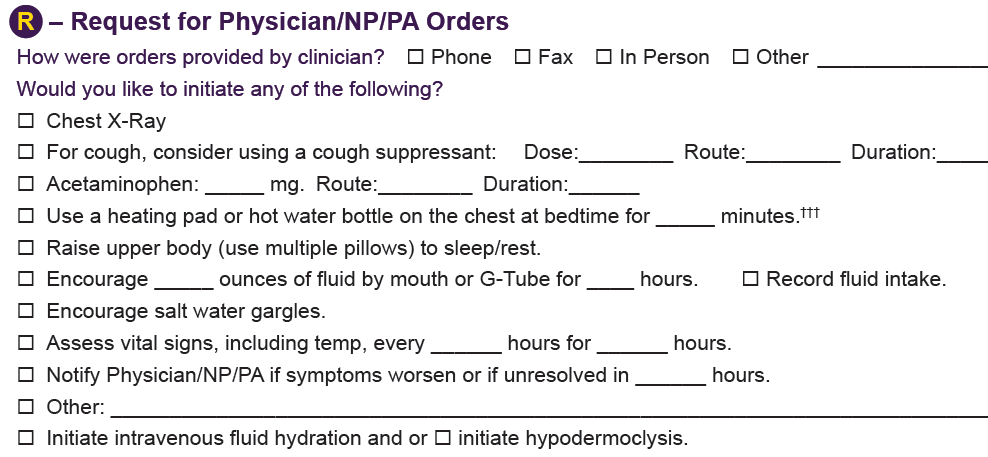 R – Request for Physician/NP/PA Orders
How were orders provided by clinician? ☐ Phone ☐ Fax ☐ In Person ☐ Other _______________
Would you like to initiate any of the following?
☐ Chest X-Ray
☐ For cough, consider using a cough suppressant: Dose:________ Route:________ Duration:____
☐ Acetaminophen: _____ mg. Route:________ Duration:______
☐ Use a heating pad or hot water bottle on the chest at bedtime for _____ minutes.†††
☐ Raise upper body (use multiple pillows) to sleep/rest.
☐ Encourage _____ ounces of fluid by mouth or G-Tube for ____ hours. ☐ Record fluid intake.
☐ Encourage salt water gargles.
☐ Assess vital signs, including temp, every ______ hours for ______ hours.
☐ Notify Physician/NP/PA if symptoms worsen or if unresolved in ______ hours.
☐ Other: ___________________________________________________________________________
☐ Initiate intravenous fluid hydration and or ☐ initiate hypodermoclysis.